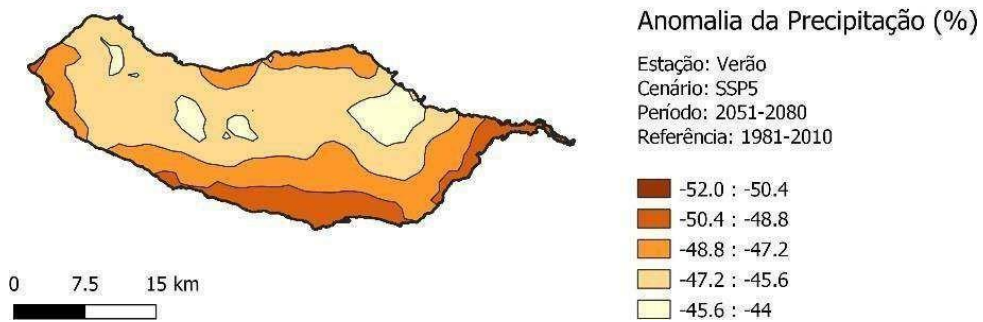 Anomalia da Precipitação (%)
Estação: Verão
Cenário: SSP5
Período: 2051-2080
Referência: 1981-2010
-52.0 : -50.4
-50.4 : -48.8
-48.8 : -47.2
-47.2 : -45.6
-45.6 : -44
0 7.5 15 km